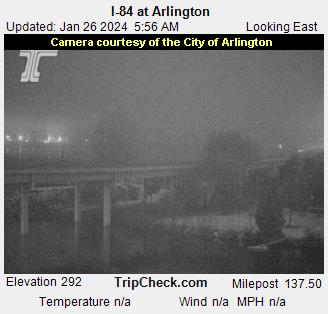 I-84 at Arlington
Updated: Jan 26 2024 5:56 AM Looking East
Camera courtesy of the City of Arlington
Elevation 292 TripCheck.com Milepost 137.50
Temperature n/a Wind n/a MPH n/a